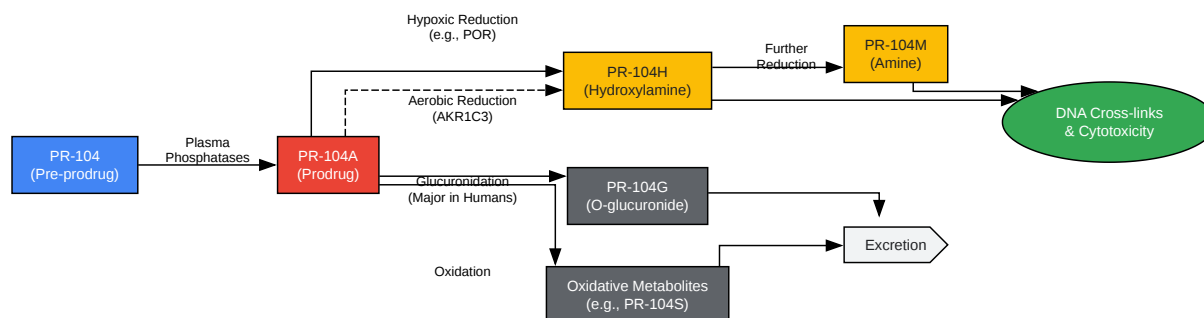 Hypoxic Reduction
(e.g., POR)
Further
Reduction
PR-104M
(Amine)
PR-104H
(Hydroxylamine)
Aerobic Reduction
(AKR1C3)
DNA Cross-links
& Cytotoxicity
Plasma
Phosphatases
PR-104
(Pre-prodrug)
PR-104A
(Prodrug)
Glucuronidation
(Major in Humans)
PR-104G
(O-glucuronide)
Excretion
Oxidation
Oxidative Metabolites
(e.g., PR-104S)